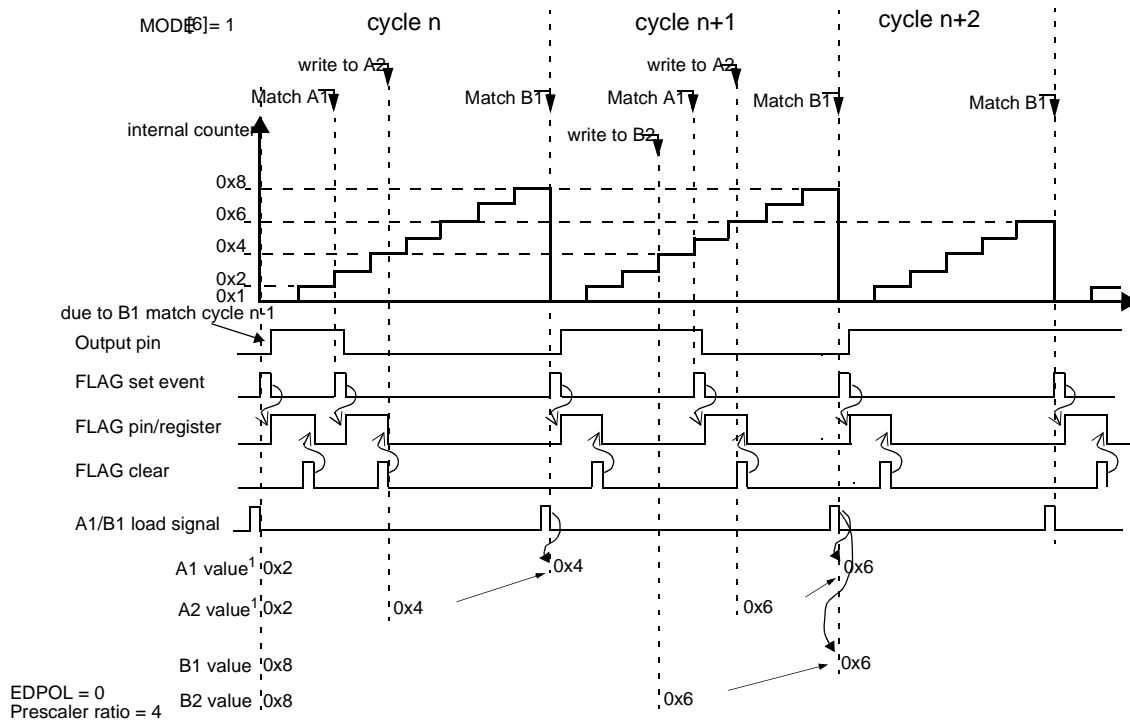 MODE[6]= 1
cycle n
cycle n+1
cycle n+2
write to A2
write to A2
Match A1
Match B1
Match A1
Match B1
Match B1
internal counter
write to B2
0x8
0x6
0x4
0x2
0x1
due to B1 match cycle n-1
Output pin
FLAG set event
FLAG pin/register
FLAG clear
A1/B1 load signal
A1 value1 0x2 0x4 0x6
A2 value1 0x2 0x4 0x6
B1 value 0x8 0x6
B2 value 0x8 0x6
EDPOL = 0
Prescaler ratio = 4